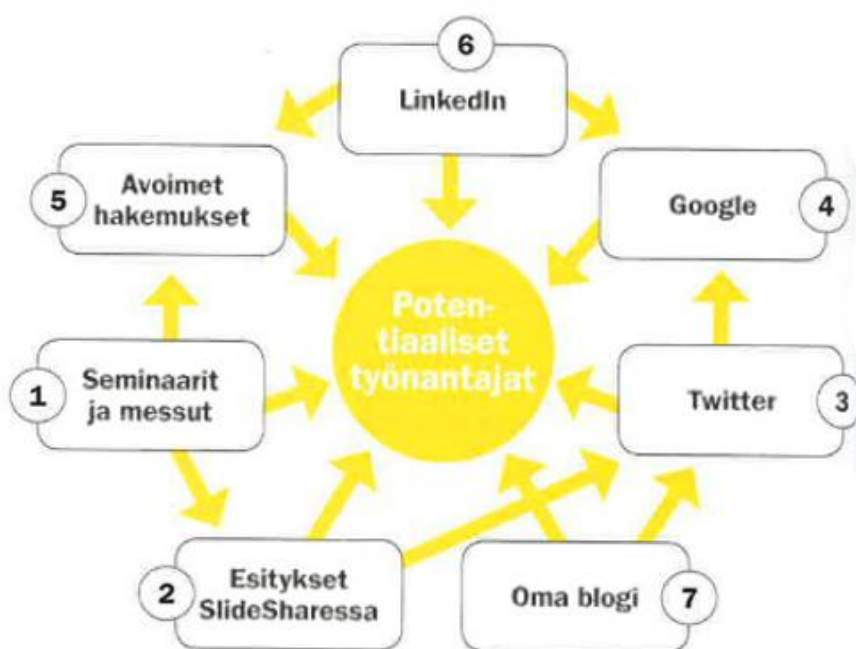 6
LinkedIn
5
Avoimet
hakemukset
Google
4
Poten-
tiaaliset
työnantajat
1
Seminaarit
ja messut
Twitter
3
2
Esitykset
SlideSharessa
Oma blogi
7